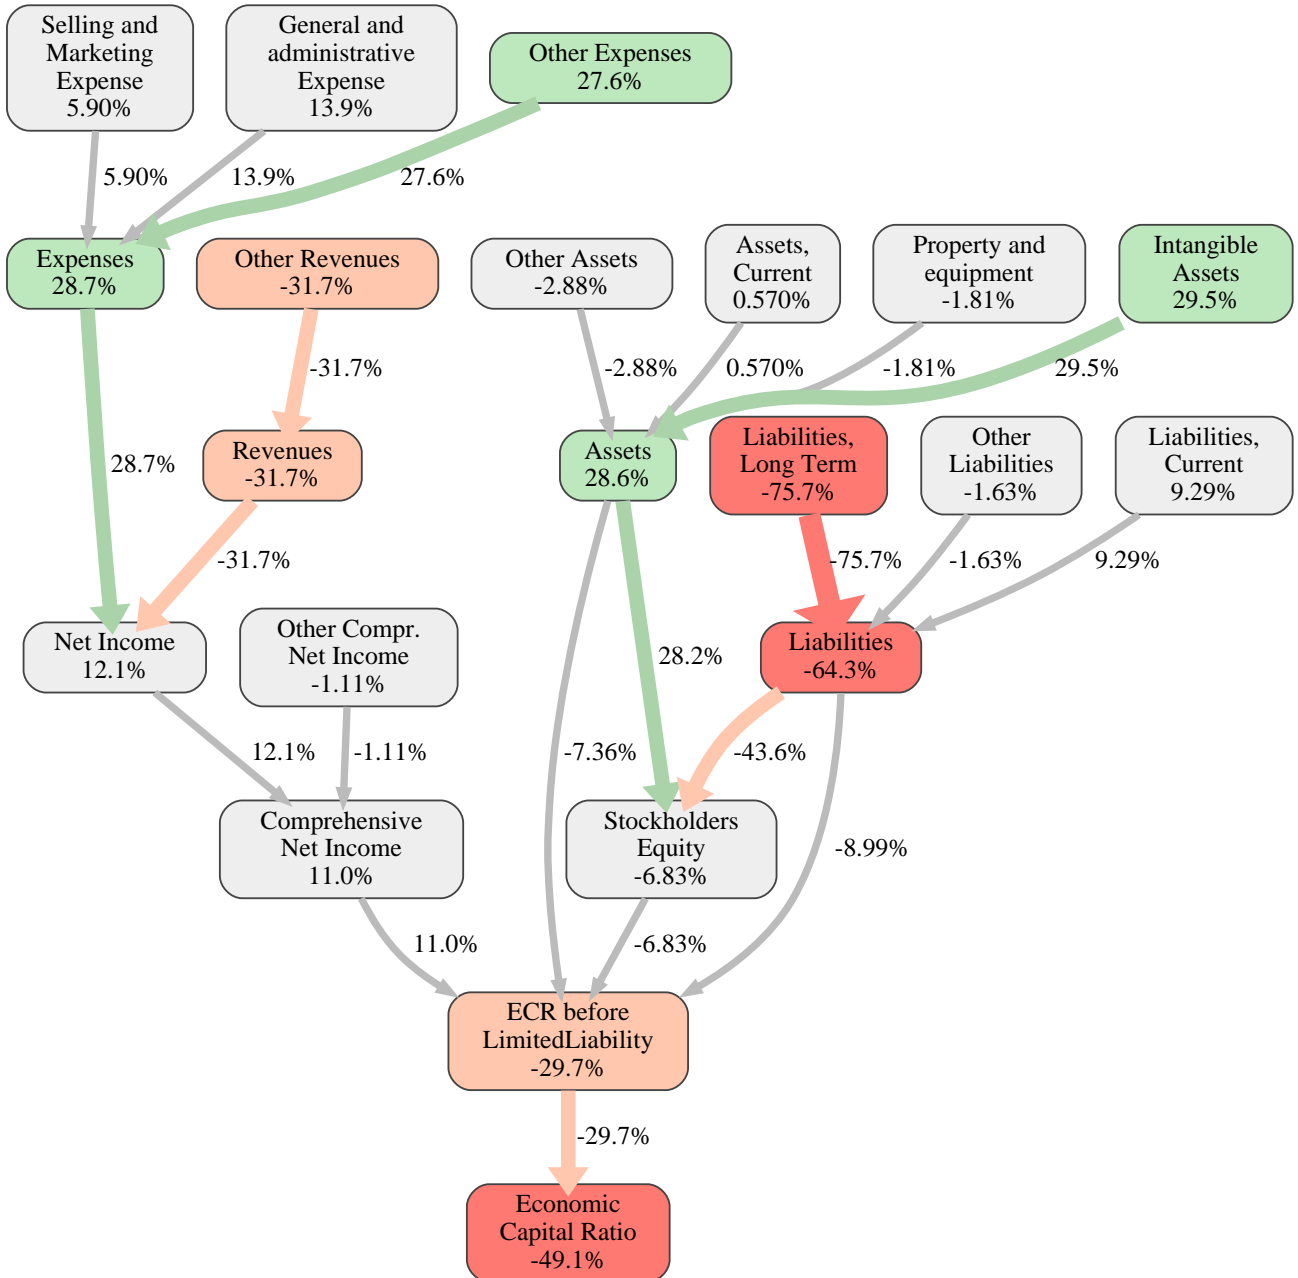 Selling and
Marketing
Expense
5.90%
General and
administrative
Expense
13.9%
Other Expenses
27.6%
5.90%
13.9%
27.6%
Expenses
28.7%
Other Revenues
-31.7%
Other Assets
-2.88%
Assets,
Current
0.570%
Property and
equipment
-1.81%
Intangible
Assets
29.5%
-31.7%
-2.88%
0.570%
-1.81%
29.5%
28.7%
Revenues
-31.7%
Assets
28.6%
Liabilities,
Long Term
-75.7%
Other
Liabilities
-1.63%
Liabilities,
Current
9.29%
-31.7%
-75.7%
-1.63%
9.29%
Net Income
12.1%
Other Compr.
Net Income
-1.11%
28.2%
Liabilities
-64.3%
12.1%
-1.11%
-7.36%
-43.6%
Comprehensive
Net Income
11.0%
Stockholders
Equity
-6.83%
-8.99%
11.0%
-6.83%
ECR before
LimitedLiability
-29.7%
-29.7%
Economic
Capital Ratio
-49.1%